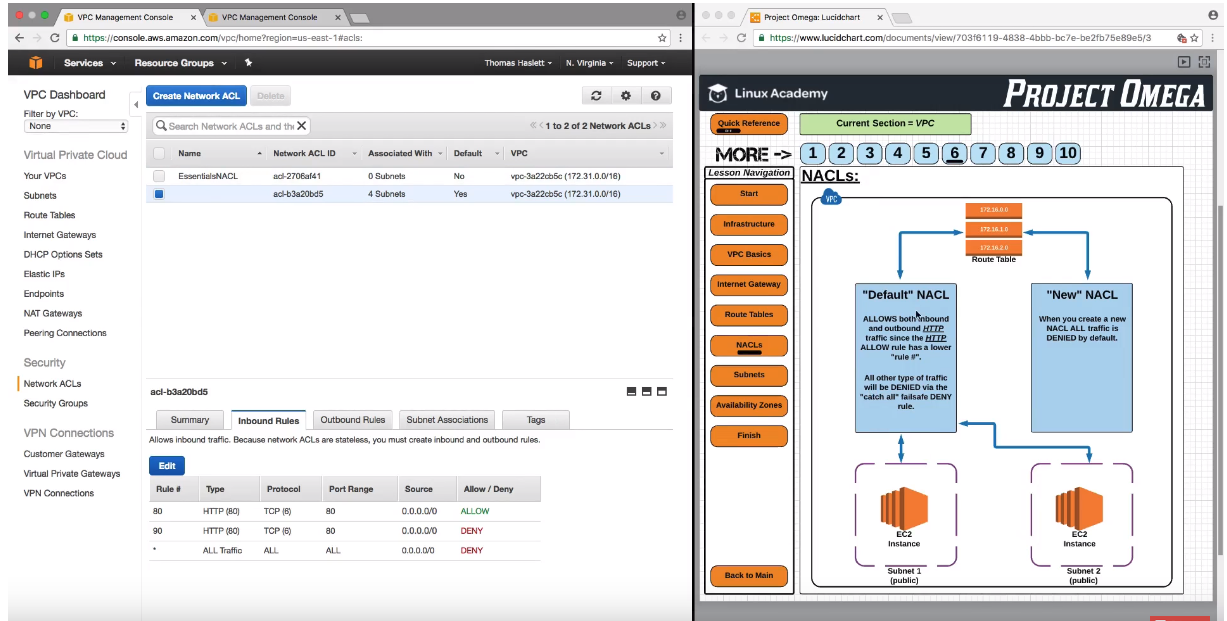 VPC Management Console
VPC Management Console
https://console.aws.amazon.com/vpc/home?region=us-east-1#acls:
Services
Resource Groups
Thomas Haslett
N. Virginia
Support
VPC Dashboard
Filter by VPC:
None
Virtual Private Cloud
Your VPCs
Subnets
Route Tables
Internet Gateways
DHCP Options Sets
Elastic IPs
Endpoints
NAT Gateways
Peering Connections
Security
Network ACLs
Security Groups
VPN Connections
Customer Gateways
Virtual Private Gateways
VPN Connections
Create Network ACL
Delete
Search Network ACLs and the
1 to 2 of 2 Network ACLs
Name Network ACL ID Associated With Default VPC
EssentialsNACL acl-2706af41 0 Subnets No vpc-3a22cb5c (172.31.0.0/16)
acl-b3a20bd5 4 Subnets Yes vpc-3a22cb5c (172.31.0.0/16)
acl-b3a20bd5
Summary Inbound Rules Outbound Rules Subnet Associations Tags
Allows inbound traffic. Because network ACLs are stateless, you must create inbound and outbound rules.
Edit
Rule # Type Protocol Port Range Source Allow / Deny
80 HTTP (80) TCP (6) 80 0.0.0.0/0 ALLOW
90 HTTP (80) TCP (6) 80 0.0.0.0/0 DENY
* ALL Traffic ALL ALL 0.0.0.0/0 DENY
Project Omega: Lucidchart
https://www.lucidchart.com/documents/view/703f6119-4838-4bbb-bc7e-be2fb75e89e5/3
Linux Academy
PROJECT OMEGA
Quick Reference
Current Section = VPC
MORE ->
1 2 3 4 5 6 7 8 9 10
Lesson Navigation
Start
Infrastructure
VPC Basics
Internet Gateway
Route Tables
NACLs
Subnets
Availability Zones
Finish
Back to Main
NACLs:
VPC
172.16.0.0
172.16.1.0
172.16.2.0
Route Table
"Default" NACL
ALLOWS both inbound
and outbound HTTP
traffic since the HTTP
ALLOW rule has a lower
"rule #".
All other type of traffic
will be DENIED via the
"catch all" failsafe DENY
rule.
"New" NACL
When you create a new
NACL ALL traffic is
DENIED by default.
EC2
Instance
Subnet 1
(public)
EC2
Instance
Subnet 2
(public)